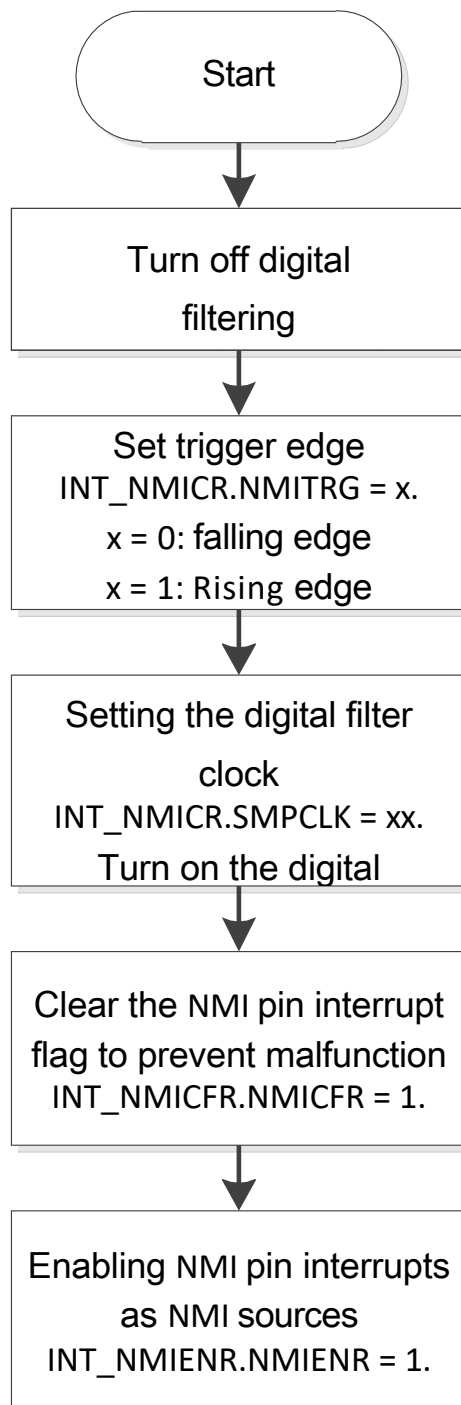 Start
Turn off digital
filtering
Set trigger edge
INT_NMICR.NMITRG = x.
x = 0: falling edge
x = 1: Rising edge
Setting the digital filter
clock
INT_NMICR.SMPCLK = xx.
Turn on the digital
Clear the NMI pin interrupt
flag to prevent malfunction
INT_NMICFR.NMICFR = 1.
Enabling NMI pin interrupts
as NMI sources
INT_NMIENR.NMIENR = 1.